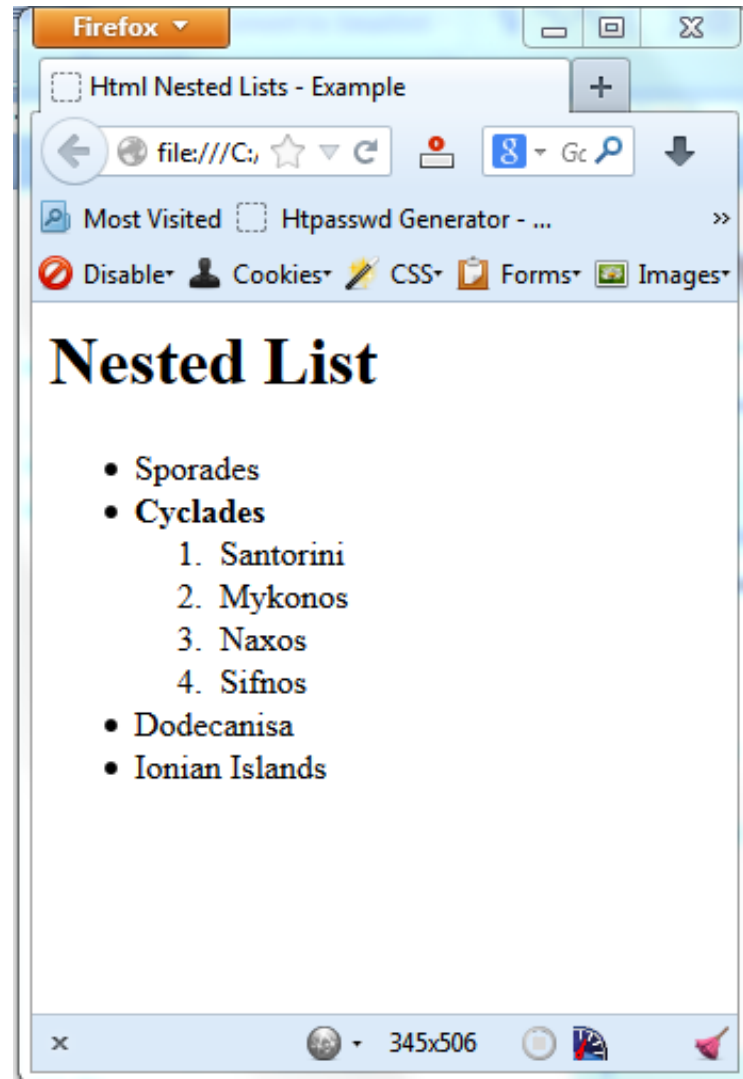 Firefox
Html Nested Lists - Example
file:///C:/ Gc
Most Visited Htpasswd Generator - ... »
Disable Cookies CSS Forms Images
Nested List
• Sporades
• Cyclades
1. Santorini
2. Mykonos
3. Naxos
4. Sifnos
• Dodecanisa
• Ionian Islands
× 345x506